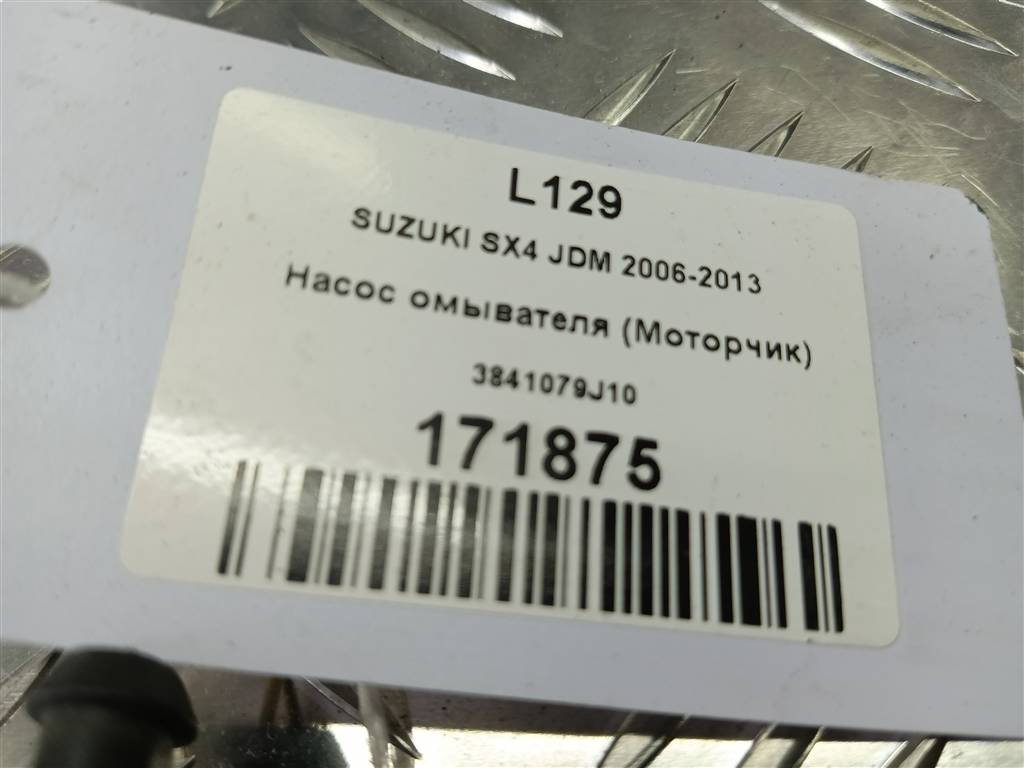 L129
SUZUKI SX4 JDM 2006-2013
Насос омывателя (Моторчик)
3841079J10
171875